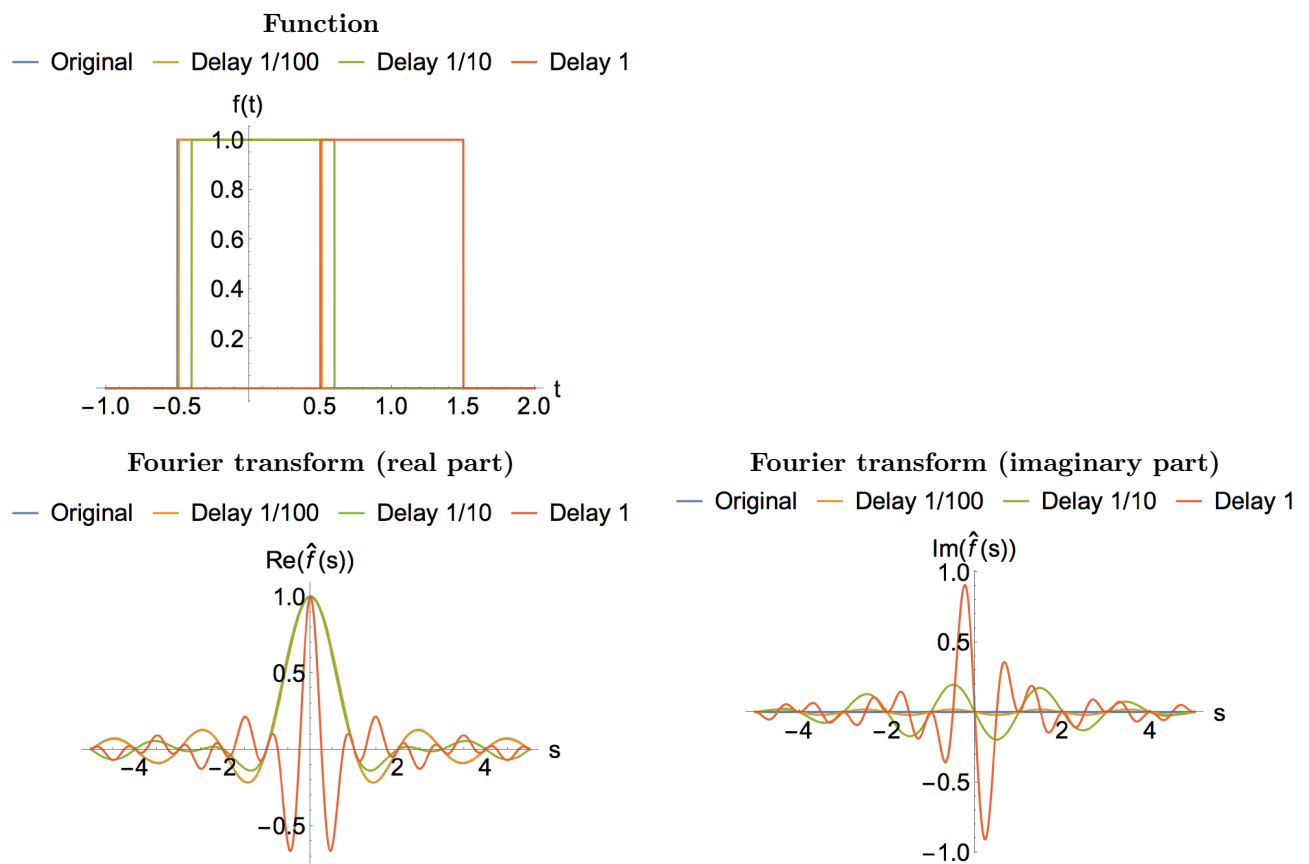 Function
Original Delay 1/100 Delay 1/10 Delay 1
f(t)
1.0
0.8
0.6
0.4
0.2
t
−1.0 −0.5 0.5 1.0 1.5 2.0
Fourier transform (real part)
Original Delay 1/100 Delay 1/10 Delay 1
Re(f̂(s))
1.0
0.5
s
−4 −2 2 4
−0.5
Fourier transform (imaginary part)
Original Delay 1/100 Delay 1/10 Delay 1
Im(f̂(s))
1.0
0.5
s
−4 −2 2 4
−0.5
−1.0